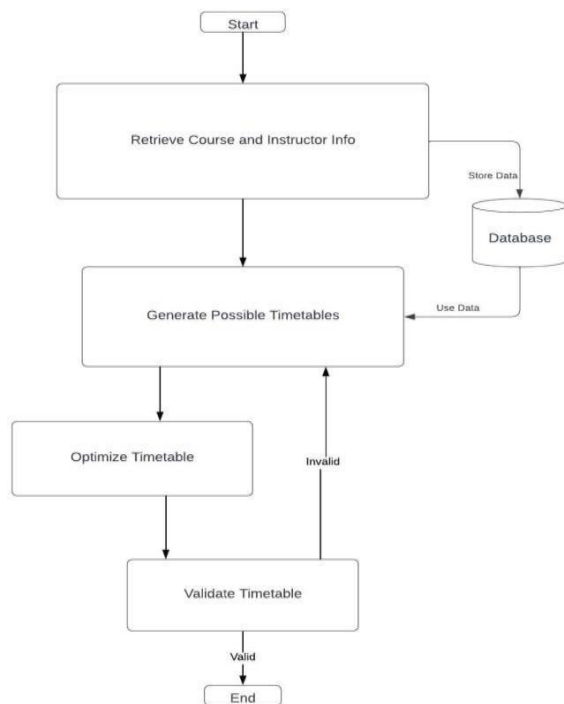 Start
Retrieve Course and Instructor Info
Store Data
Database
Use Data
Generate Possible Timetables
Optimize Timetable
Invalid
Validate Timetable
Valid
End